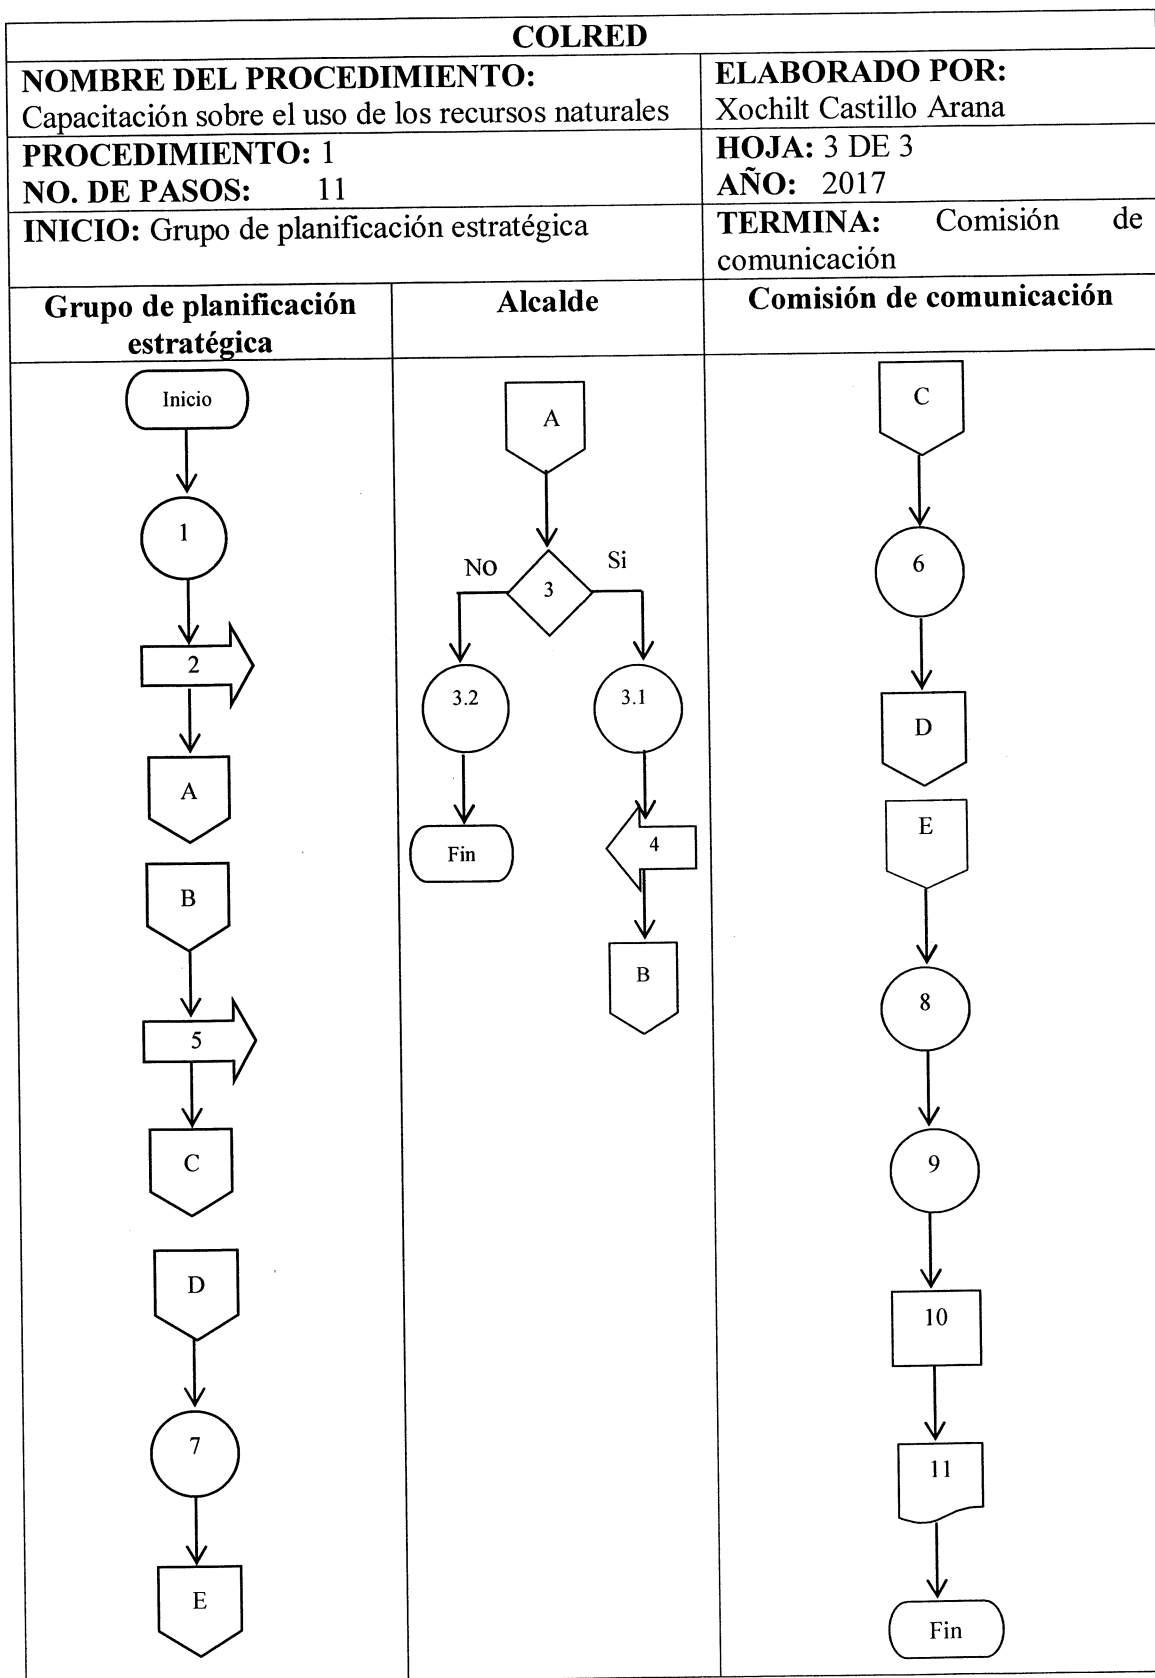 COLRED
NOMBRE DEL PROCEDIMIENTO:
Capacitación sobre el uso de los recursos naturales
ELABORADO POR:
Xochilt Castillo Arana
PROCEDIMIENTO: 1
NO. DE PASOS: 11
HOJA: 3 DE 3
AÑO: 2017
INICIO: Grupo de planificación estratégica
TERMINA: Comisión de
comunicación
Grupo de planificación
estratégica
Alcalde
Comisión de comunicación
Inicio
1
2
A
B
5
C
D
7
E
A
No
Si
3
3.2
3.1
Fin
4
B
C
6
D
E
8
9
10
11
Fin